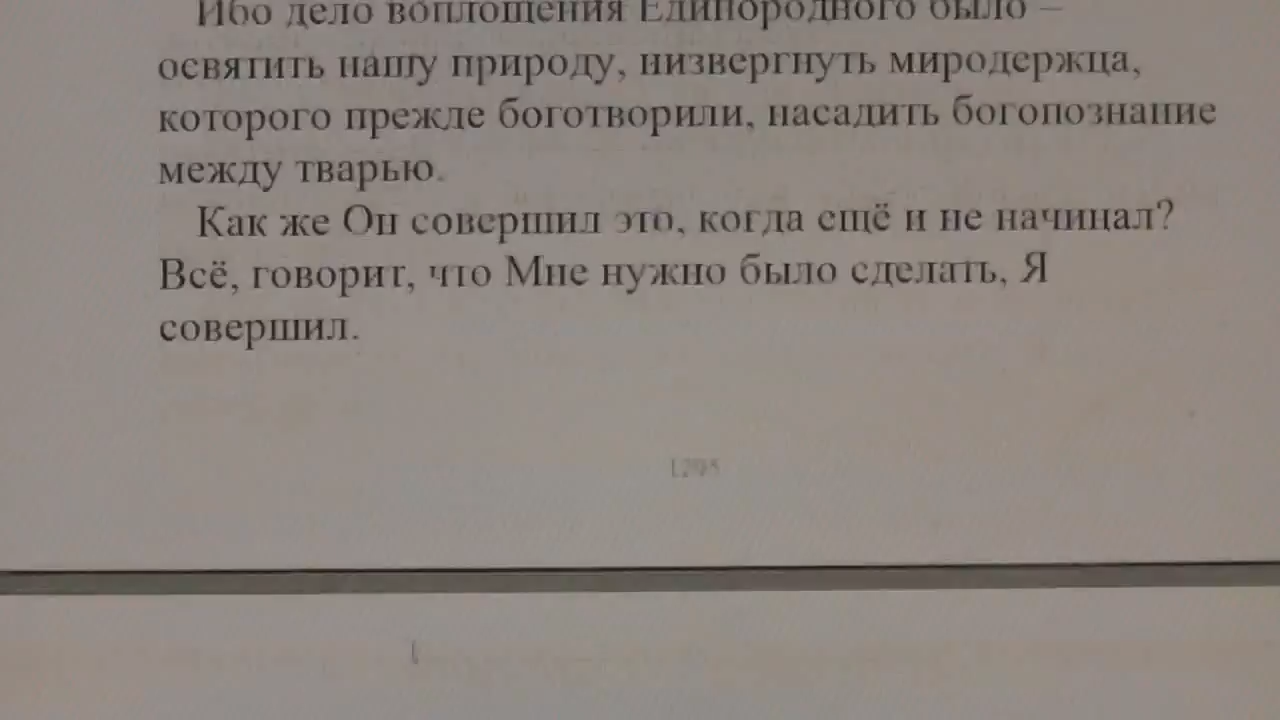 Ибо дело воплощения Единородного было –
освятить нашу природу, низвергнуть миродержца,
которого прежде боготворили, насадить богопознание
между тварью.
Как же Он совершил это, когда ещё и не начинал?
Всё, говорит, что Мне нужно было сделать, Я
совершил.